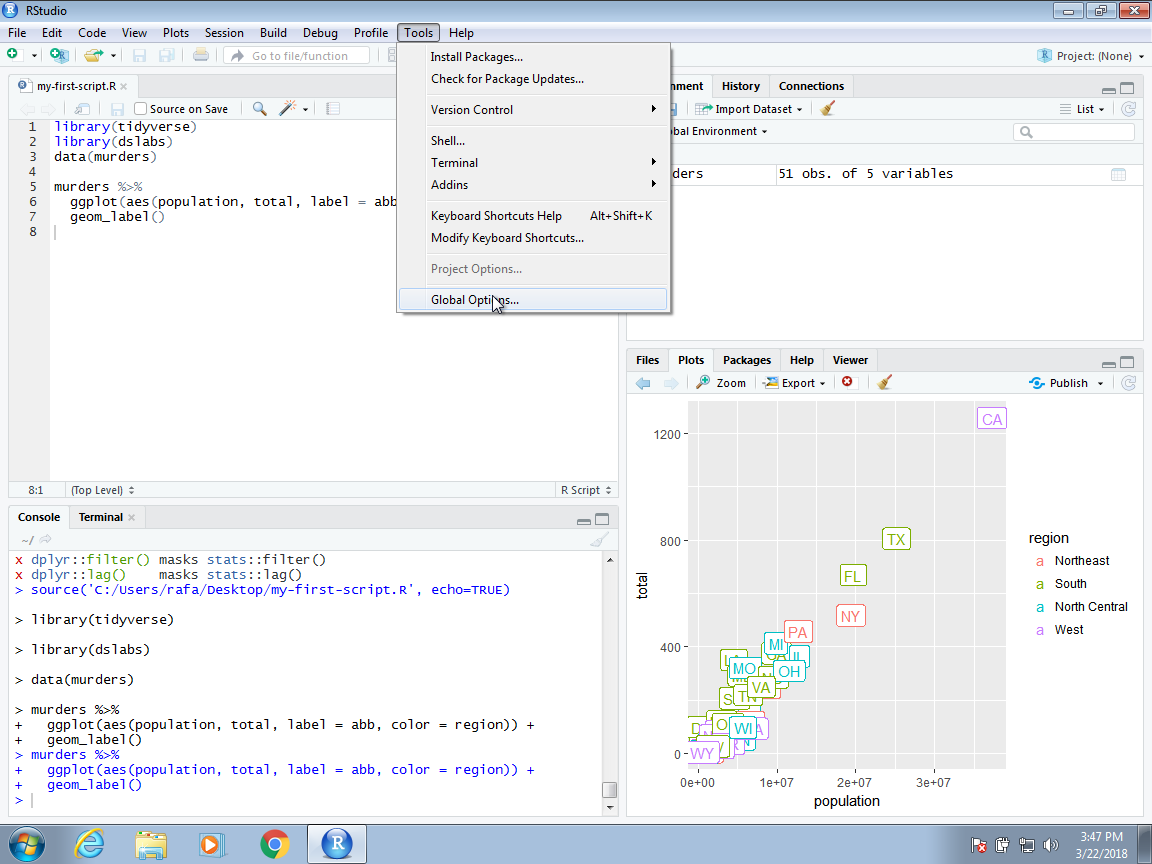 RStudio
File Edit Code View Plots Session Build Debug Profile Tools Help
Go to file/function
Project: (None)
Install Packages...
Check for Package Updates...
Version Control
Shell...
Terminal
Addins
Keyboard Shortcuts Help Alt+Shift+K
Modify Keyboard Shortcuts...
Project Options...
Global Options...
my-first-script.R
Source on Save
1 library(tidyverse)
2 library(dslabs)
3 data(murders)
4
5 murders %>%
6 ggplot(aes(population, total, label = abb
7 geom_label()
8
8:1 (Top Level) R Script
nment History Connections
Import Dataset List
bal Environment
ders 51 obs. of 5 variables
Console Terminal
~/
x dplyr::filter() masks stats::filter()
x dplyr::lag() masks stats::lag()
> source('C:/Users/rafa/Desktop/my-first-script.R', echo=TRUE)
> library(tidyverse)
> library(dslabs)
> data(murders)
> murders %>%
+ ggplot(aes(population, total, label = abb, color = region)) +
+ geom_label()
> murders %>%
+ ggplot(aes(population, total, label = abb, color = region)) +
+ geom_label()
>
Files Plots Packages Help Viewer
Zoom Export Publish
CA
1200
TX
800
FL
NY
PA
MI
400
MO
OH
VA
WI
WY
0
total
0e+00 1e+07 2e+07 3e+07
population
region
a Northeast
a South
a North Central
a West
3:47 PM
3/22/2018